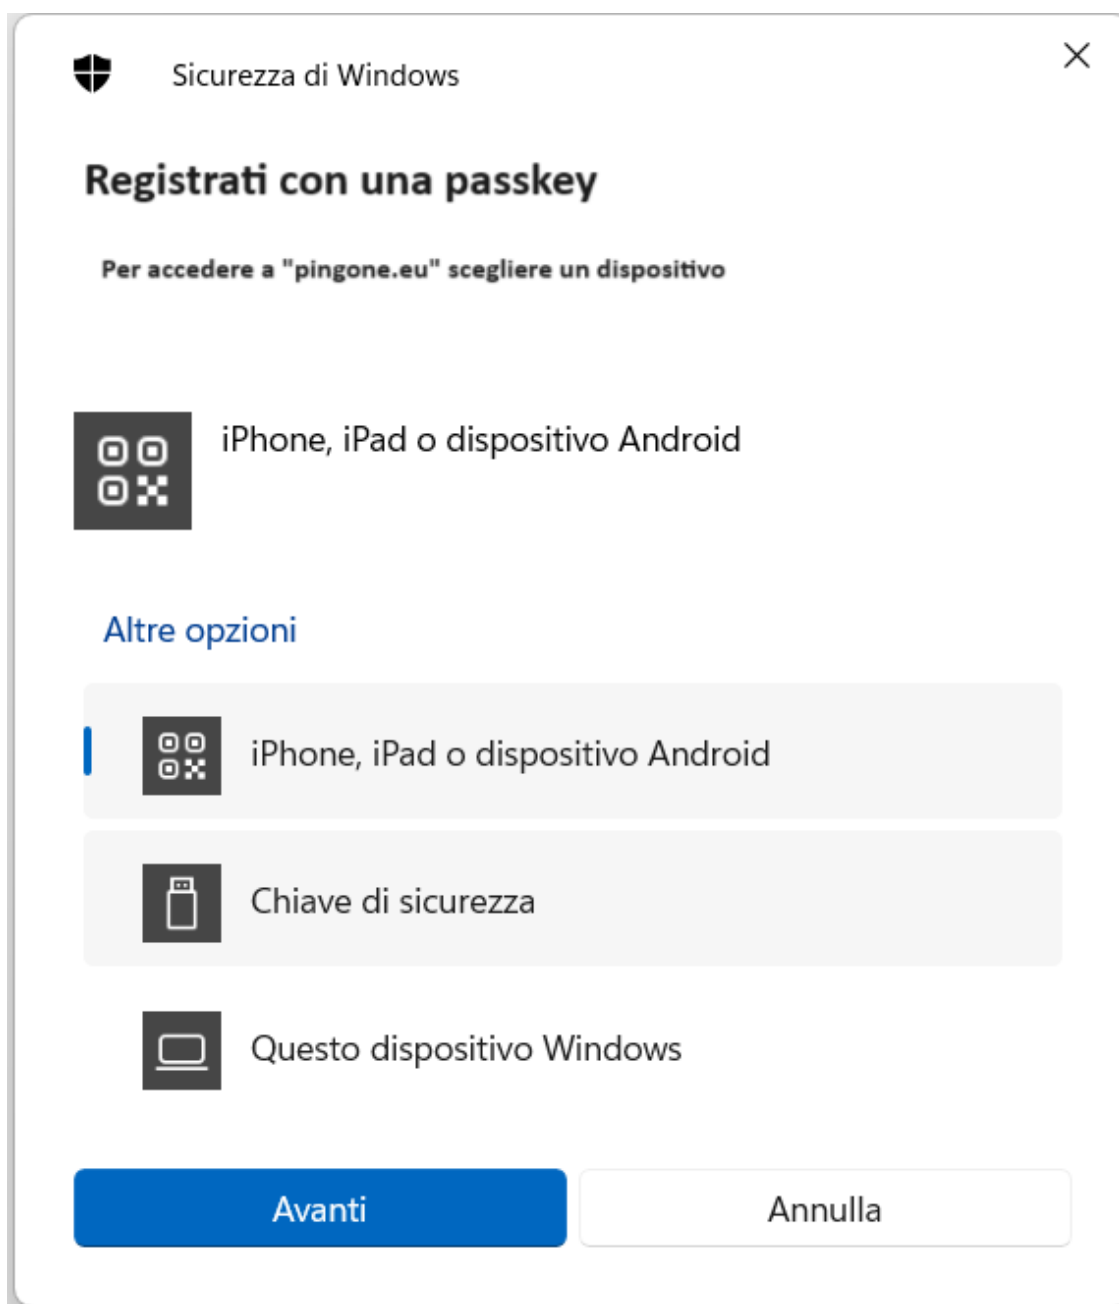 Sicurezza di Windows
Registrati con una passkey
Per accedere a "pingone.eu" scegliere un dispositivo
iPhone, iPad o dispositivo Android
Altre opzioni
iPhone, iPad o dispositivo Android
Chiave di sicurezza
Questo dispositivo Windows
Avanti
Annulla